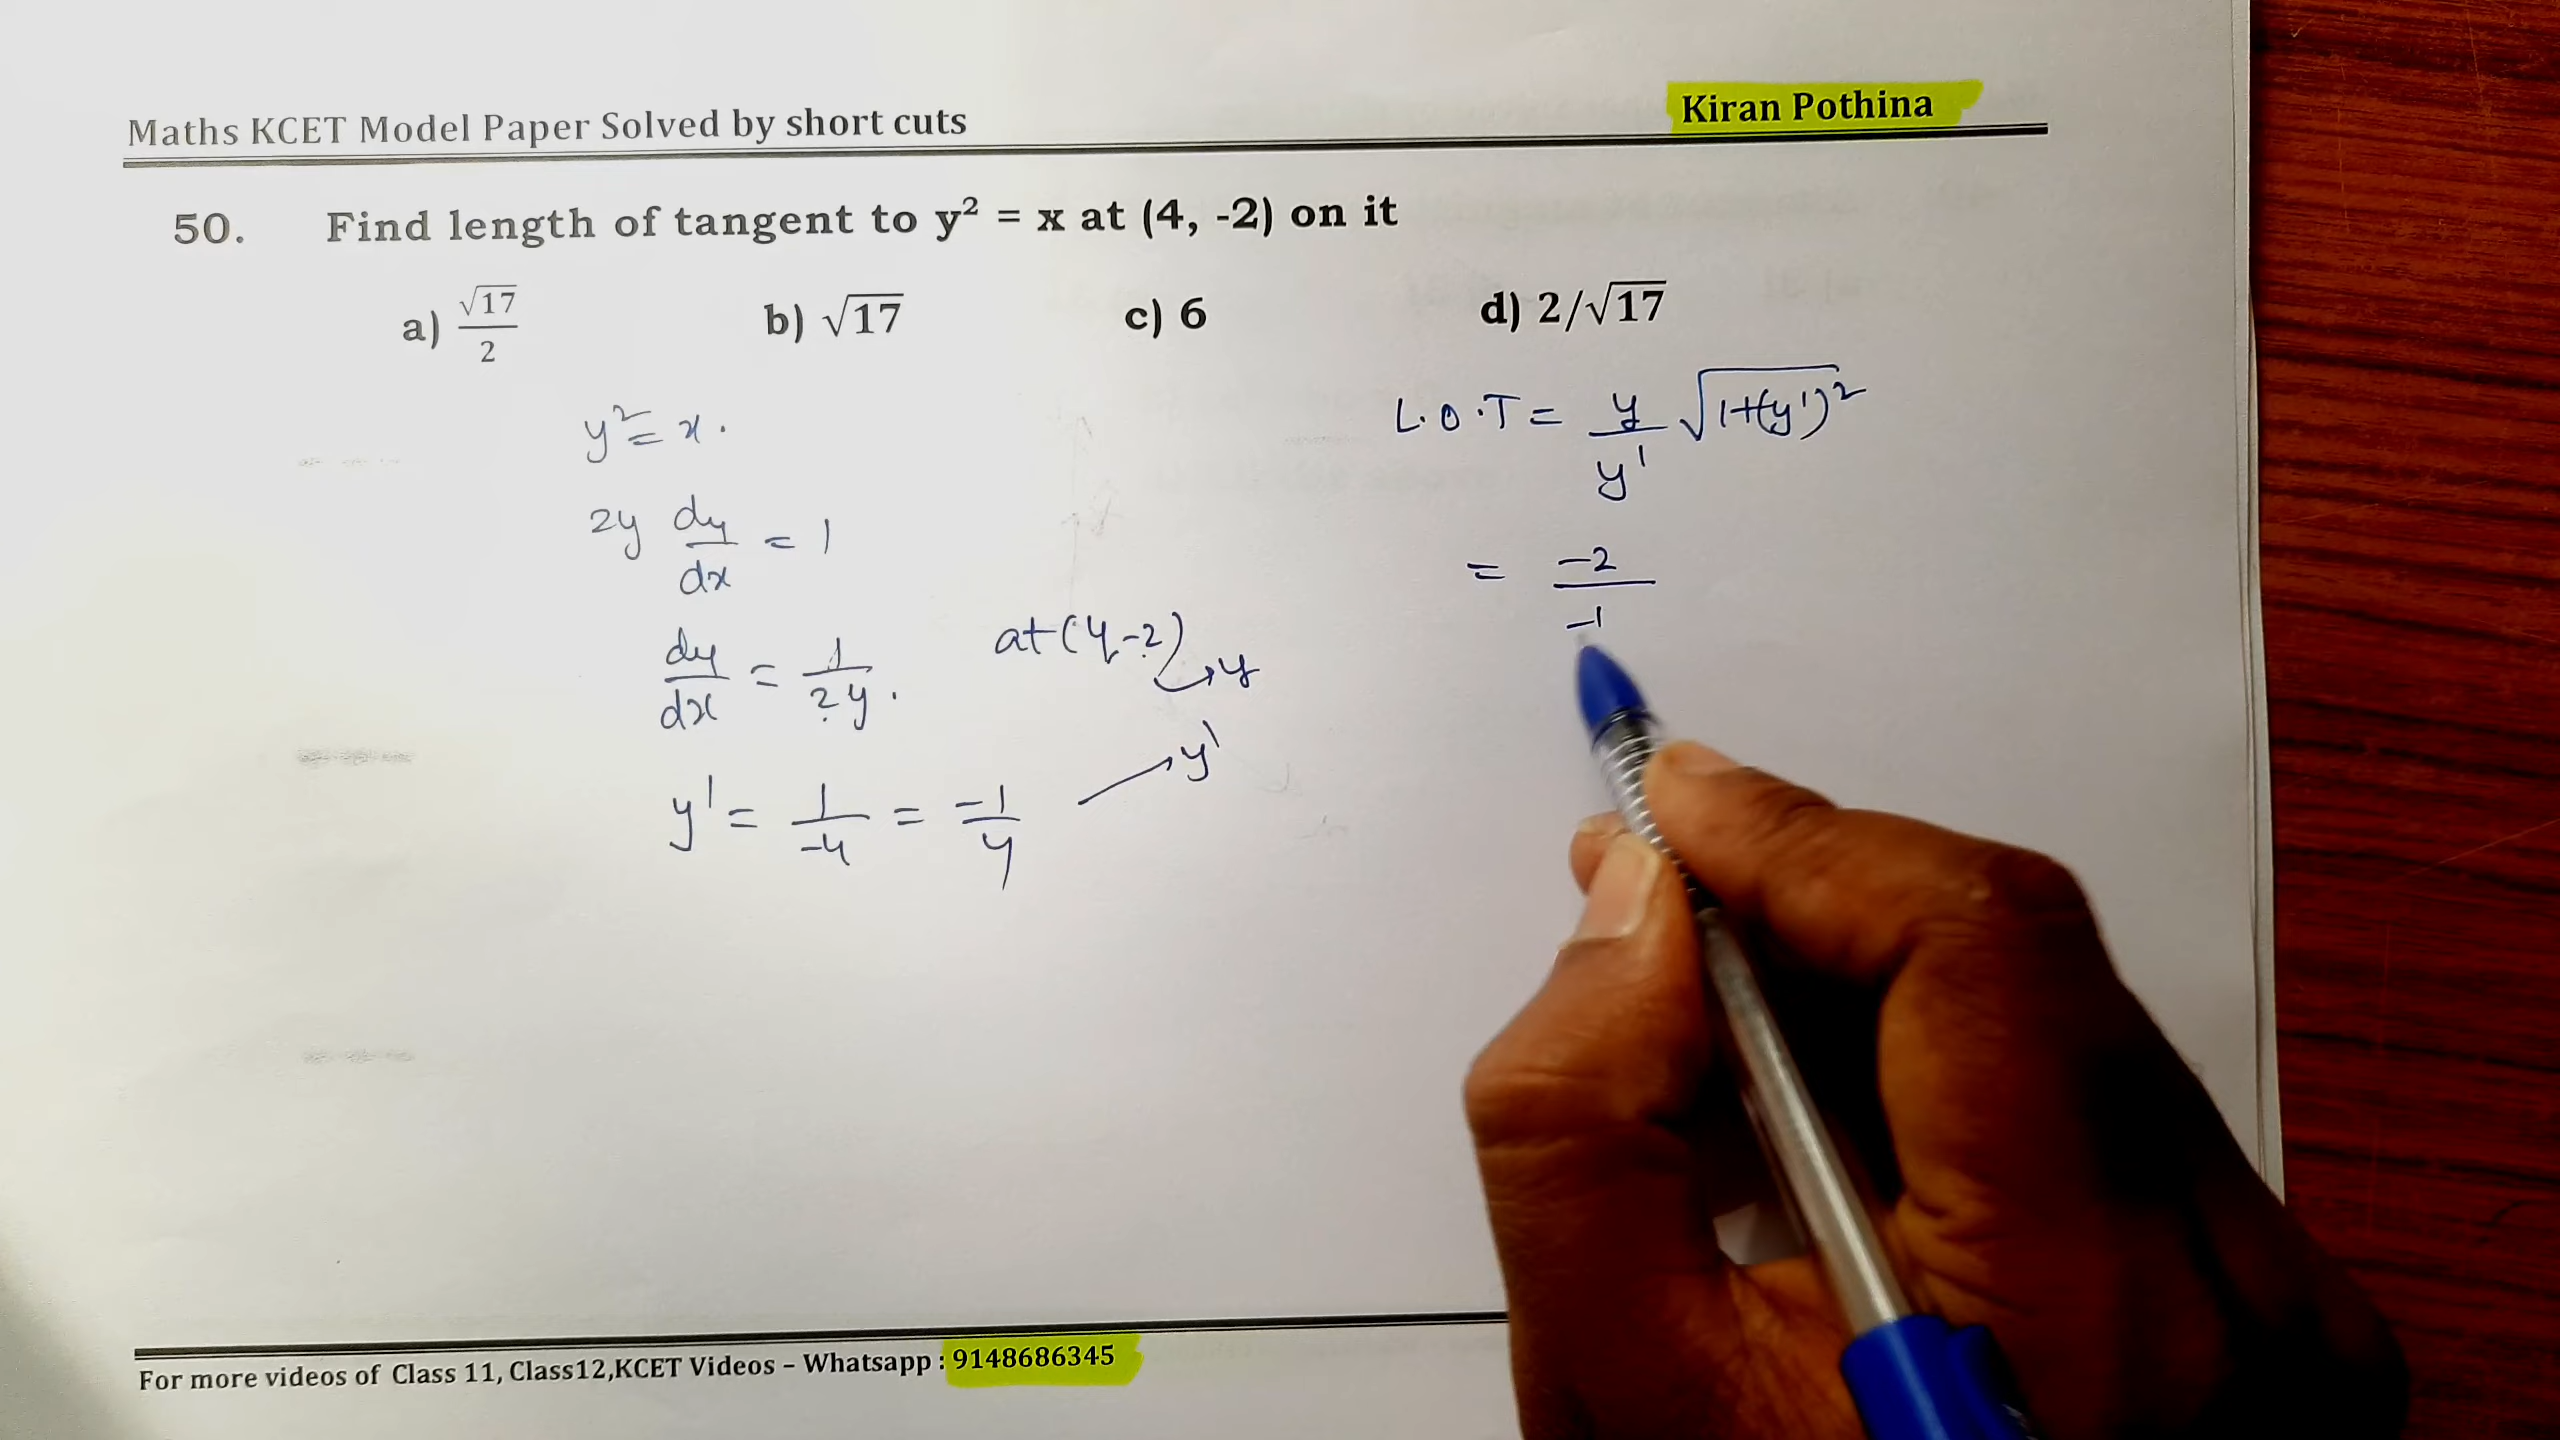 Maths KCET Model Paper Solved by short cuts
Kiran Pothina
50. Find length of tangent to y² = x at (4, -2) on it
a) √17/2 b) √17 c) 6 d) 2/√17
y² = x.
2y dy/dx = 1
dy/dx = 1/2y. at (4, -2) → y
y' = 1/-4 = -1/4 → y'
L.O.T = y/y' √1+(y')²
= -2/-1
For more videos of Class 11, Class12,KCET Videos – Whatsapp : 9148686345